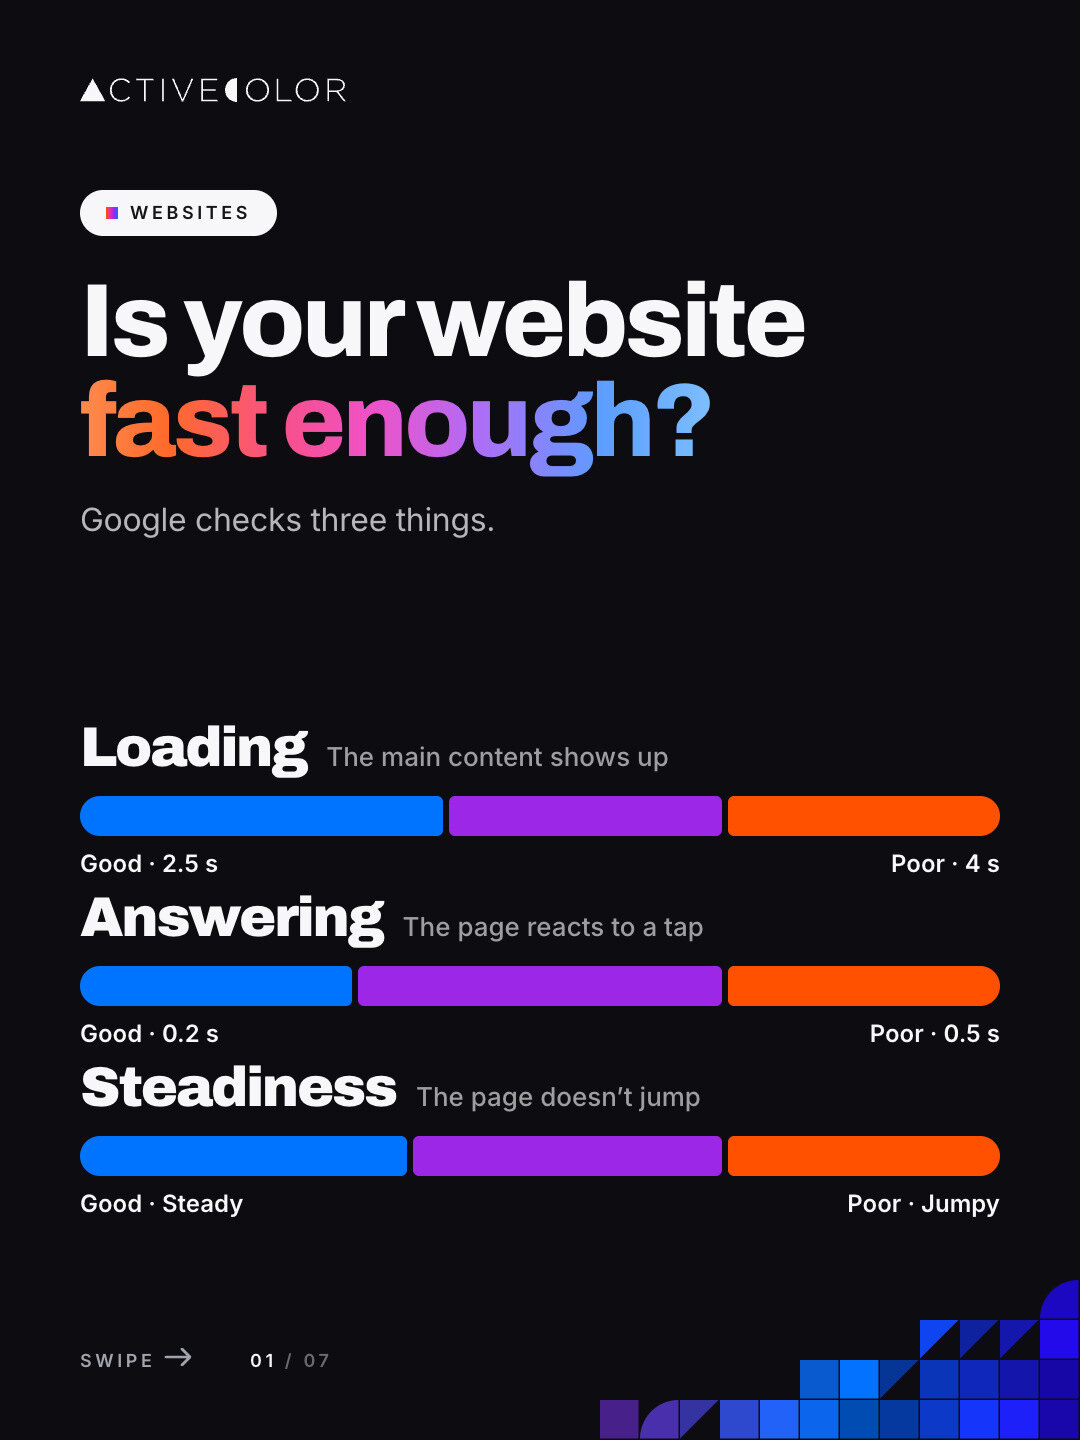 ACTIVECOLOR
WEBSITES
Is your website
fast enough?
Google checks three things.
Loading The main content shows up
Good · 2.5 s Poor · 4 s
Answering The page reacts to a tap
Good · 0.2 s Poor · 0.5 s
Steadiness The page doesn’t jump
Good · Steady Poor · Jumpy
SWIPE → 01 / 07